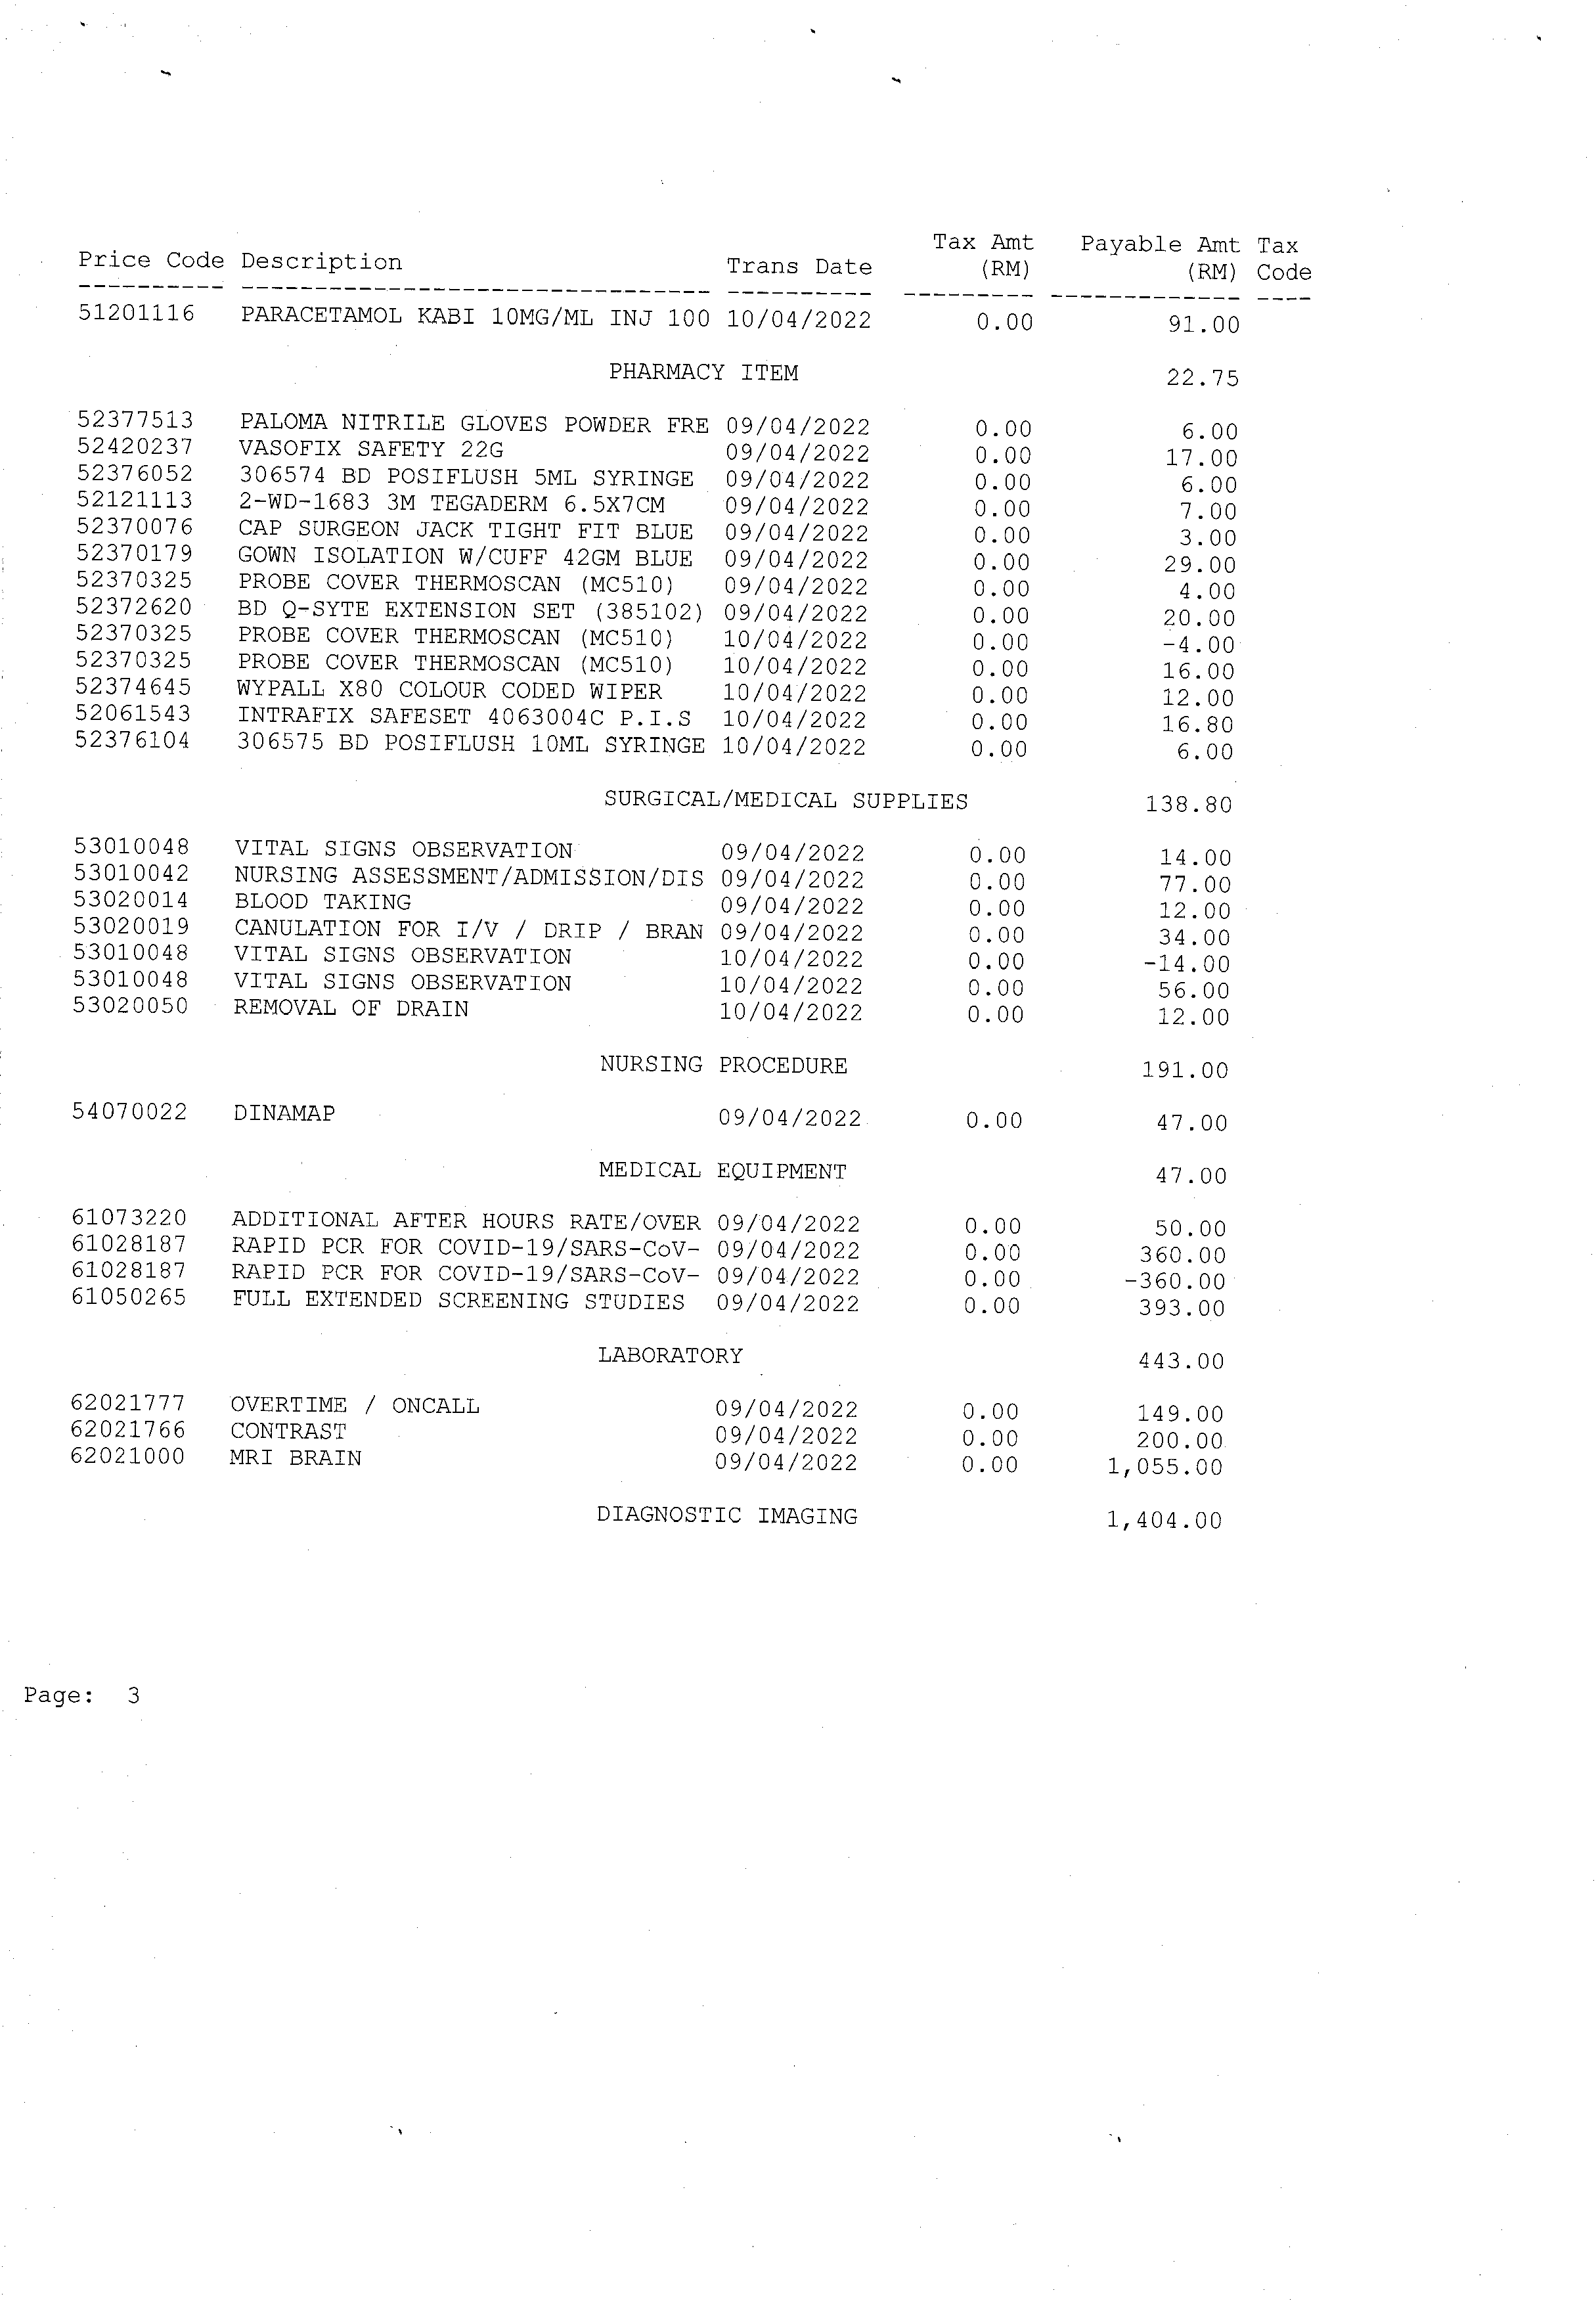 Price Code Description Trans Date Tax Amt (RM) Payable Amt (RM) Tax Code
---------- -------------------------------- ---------- --------- ------------- ----
51201116 PARACETAMOL KABI 10MG/ML INJ 100 10/04/2022 0.00 91.00
PHARMACY ITEM 22.75
52377513 PALOMA NITRILE GLOVES POWDER FRE 09/04/2022 0.00 6.00
52420237 VASOFIX SAFETY 22G 09/04/2022 0.00 17.00
52376052 306574 BD POSIFLUSH 5ML SYRINGE 09/04/2022 0.00 6.00
52121113 2-WD-1683 3M TEGADERM 6.5X7CM 09/04/2022 0.00 7.00
52370076 CAP SURGEON JACK TIGHT FIT BLUE 09/04/2022 0.00 3.00
52370179 GOWN ISOLATION W/CUFF 42GM BLUE 09/04/2022 0.00 29.00
52370325 PROBE COVER THERMOSCAN (MC510) 09/04/2022 0.00 4.00
52372620 BD Q-SYTE EXTENSION SET (385102) 09/04/2022 0.00 20.00
52370325 PROBE COVER THERMOSCAN (MC510) 10/04/2022 0.00 -4.00
52370325 PROBE COVER THERMOSCAN (MC510) 10/04/2022 0.00 16.00
52374645 WYPALL X80 COLOUR CODED WIPER 10/04/2022 0.00 12.00
52061543 INTRAFIX SAFESET 4063004C P.I.S 10/04/2022 0.00 16.80
52376104 306575 BD POSIFLUSH 10ML SYRINGE 10/04/2022 0.00 6.00
SURGICAL/MEDICAL SUPPLIES 138.80
53010048 VITAL SIGNS OBSERVATION 09/04/2022 0.00 14.00
53010042 NURSING ASSESSMENT/ADMISSION/DIS 09/04/2022 0.00 77.00
53020014 BLOOD TAKING 09/04/2022 0.00 12.00
53020019 CANULATION FOR I/V / DRIP / BRAN 09/04/2022 0.00 34.00
53010048 VITAL SIGNS OBSERVATION 10/04/2022 0.00 -14.00
53010048 VITAL SIGNS OBSERVATION 10/04/2022 0.00 56.00
53020050 REMOVAL OF DRAIN 10/04/2022 0.00 12.00
NURSING PROCEDURE 191.00
54070022 DINAMAP 09/04/2022 0.00 47.00
MEDICAL EQUIPMENT 47.00
61073220 ADDITIONAL AFTER HOURS RATE/OVER 09/04/2022 0.00 50.00
61028187 RAPID PCR FOR COVID-19/SARS-CoV- 09/04/2022 0.00 360.00
61028187 RAPID PCR FOR COVID-19/SARS-CoV- 09/04/2022 0.00 -360.00
61050265 FULL EXTENDED SCREENING STUDIES 09/04/2022 0.00 393.00
LABORATORY 443.00
62021777 OVERTIME / ONCALL 09/04/2022 0.00 149.00
62021766 CONTRAST 09/04/2022 0.00 200.00
62021000 MRI BRAIN 09/04/2022 0.00 1,055.00
DIAGNOSTIC IMAGING 1,404.00
Page: 3